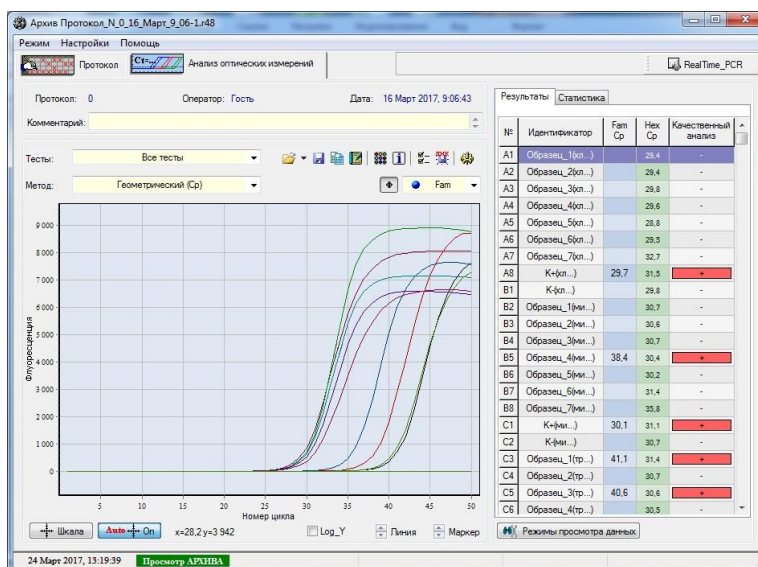 Архив Протокол_N_0_16_Март_9_06-1.r48
Режим Настройки Помощь
Протокол
Ct=...
Анализ оптических измерений
RealTime_PCR
Протокол: 0 Оператор: Гость Дата: 16 Март 2017, 9:06:43
Комментарий:
Тесты: Все тесты
Метод: Геометрический (Cp) Ф Fam
Флуоресценция
9 000
8 000
7 000
6 000
5 000
4 000
3 000
2 000
1 000
0
5 10 15 20 25 30 35 40 45 50
Номер цикла
Шкала Auto On x=28,2 y=3 942 Log_Y Линия Маркер
Результаты Статистика
№ Идентификатор Fam Cp Hex Cp Качественный анализ
A1 Образец_1(хл...) 29,4 -
A2 Образец_2(хл...) 29,4 -
A3 Образец_3(хл...) 29,8 -
A4 Образец_4(хл...) 29,6 -
A5 Образец_5(хл...) 28,8 -
A6 Образец_6(хл...) 29,5 -
A7 Образец_7(хл...) 32,7 -
A8 K+(хл...) 29,7 31,5 +
B1 K-(хл...) 29,8 -
B2 Образец_1(ми...) 30,7 -
B3 Образец_2(ми...) 30,6 -
B4 Образец_3(ми...) 30,7 -
B5 Образец_4(ми...) 38,4 30,4 +
B6 Образец_5(ми...) 30,2 -
B7 Образец_6(ми...) 31,4 -
B8 Образец_7(ми...) 35,8 -
C1 K+(ми...) 30,1 31,1 +
C2 K-(ми...) 30,7 -
C3 Образец_1(тр...) 41,1 31,4 +
C4 Образец_2(тр...) 30,7 -
C5 Образец_3(тр...) 40,6 30,6 +
C6 Образец_4(тр...) 30,5 -
Режимы просмотра данных
24 Март 2017, 13:19:39 Просмотр АРХИВА